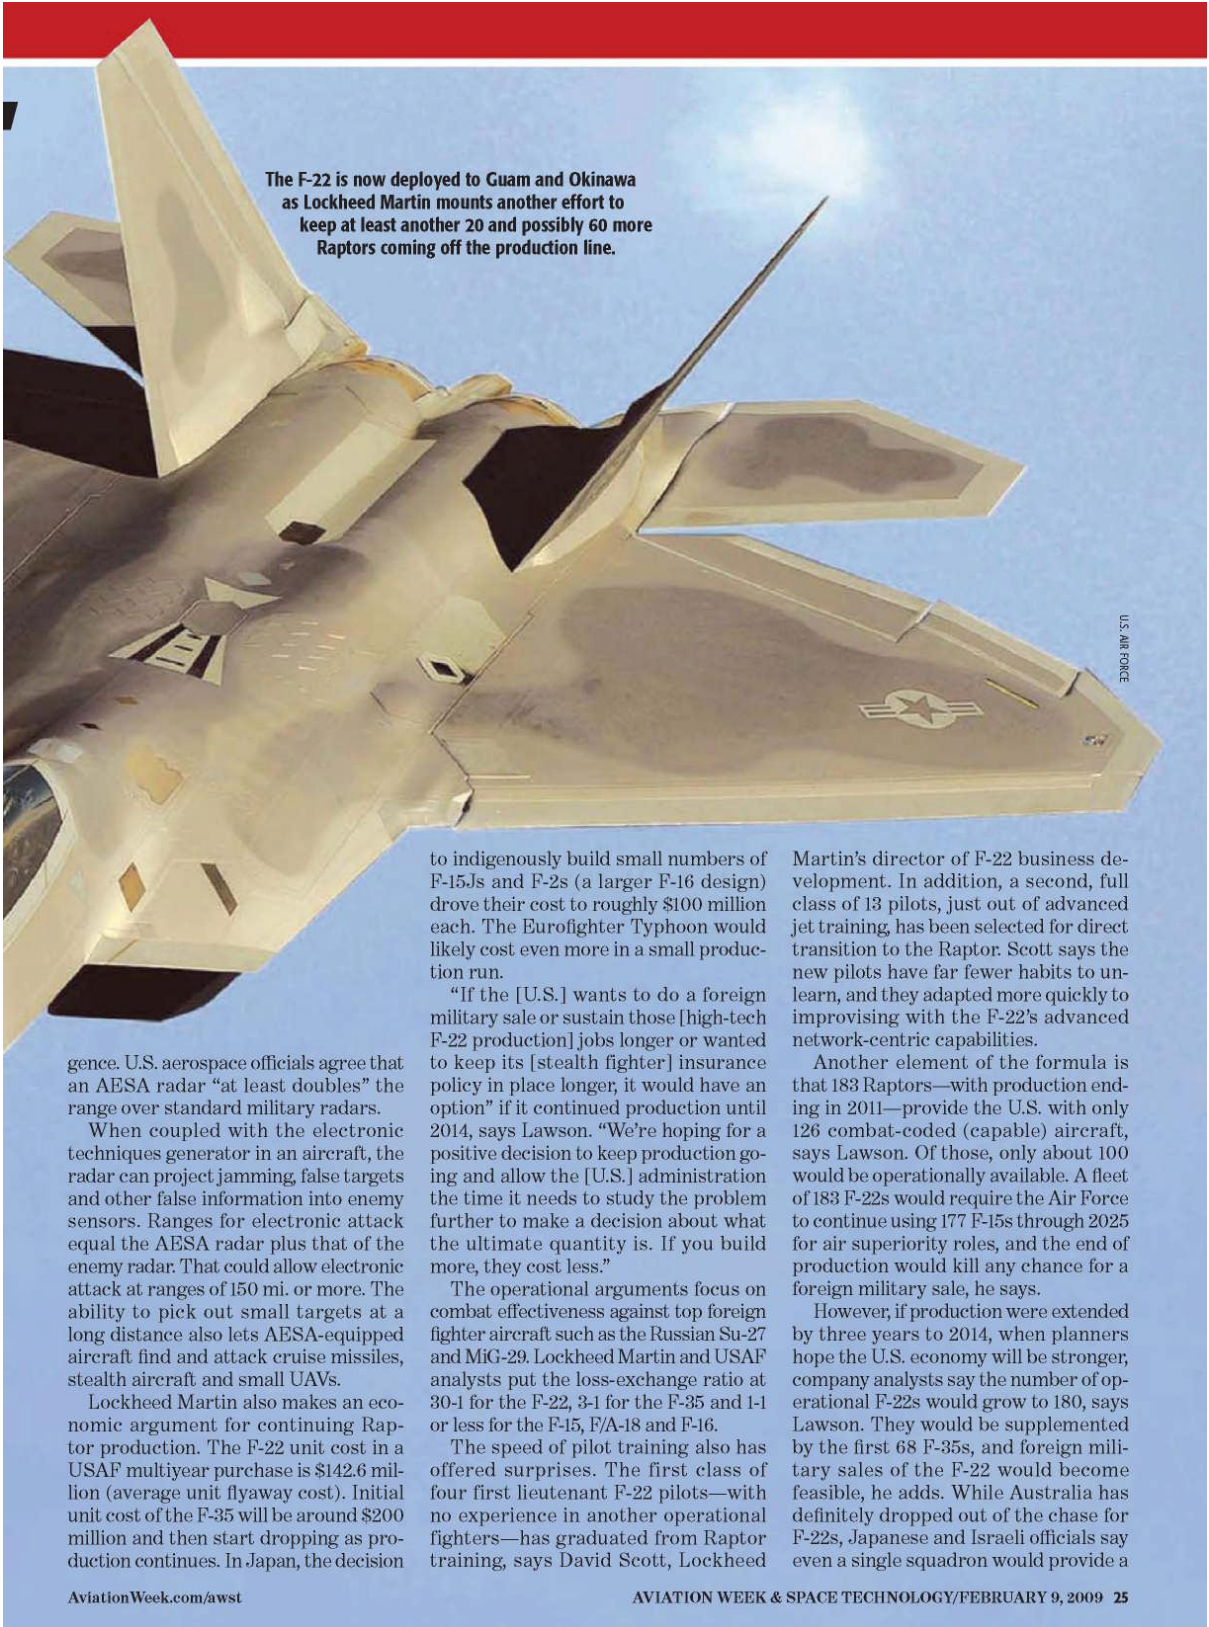 The F-22 is now deployed to Guam and Okinawa
as Lockheed Martin mounts another effort to
keep at least another 20 and possibly 60 more
Raptors coming off the production line.
U.S. AIR FORCE
gence. U.S. aerospace officials agree that
an AESA radar “at least doubles” the
range over standard military radars.
When coupled with the electronic
techniques generator in an aircraft, the
radar can project jamming, false targets
and other false information into enemy
sensors. Ranges for electronic attack
equal the AESA radar plus that of the
enemy radar. That could allow electronic
attack at ranges of 150 mi. or more. The
ability to pick out small targets at a
long distance also lets AESA-equipped
aircraft find and attack cruise missiles,
stealth aircraft and small UAVs.
Lockheed Martin also makes an eco-
nomic argument for continuing Rap-
tor production. The F-22 unit cost in a
USAF multiyear purchase is $142.6 mil-
lion (average unit flyaway cost). Initial
unit cost of the F-35 will be around $200
million and then start dropping as pro-
duction continues. In Japan, the decision
to indigenously build small numbers of
F-15Js and F-2s (a larger F-16 design)
drove their cost to roughly $100 million
each. The Eurofighter Typhoon would
likely cost even more in a small produc-
tion run.
“If the [U.S.] wants to do a foreign
military sale or sustain those [high-tech
F-22 production] jobs longer or wanted
to keep its [stealth fighter] insurance
policy in place longer, it would have an
option” if it continued production until
2014, says Lawson. “We’re hoping for a
positive decision to keep production go-
ing and allow the [U.S.] administration
the time it needs to study the problem
further to make a decision about what
the ultimate quantity is. If you build
more, they cost less.”
The operational arguments focus on
combat effectiveness against top foreign
fighter aircraft such as the Russian Su-27
and MiG-29. Lockheed Martin and USAF
analysts put the loss-exchange ratio at
30-1 for the F-22, 3-1 for the F-35 and 1-1
or less for the F-15, F/A-18 and F-16.
The speed of pilot training also has
offered surprises. The first class of
four first lieutenant F-22 pilots—with
no experience in another operational
fighters—has graduated from Raptor
training, says David Scott, Lockheed
Martin’s director of F-22 business de-
velopment. In addition, a second, full
class of 13 pilots, just out of advanced
jet training, has been selected for direct
transition to the Raptor. Scott says the
new pilots have far fewer habits to un-
learn, and they adapted more quickly to
improvising with the F-22’s advanced
network-centric capabilities.
Another element of the formula is
that 183 Raptors—with production end-
ing in 2011—provide the U.S. with only
126 combat-coded (capable) aircraft,
says Lawson. Of those, only about 100
would be operationally available. A fleet
of 183 F-22s would require the Air Force
to continue using 177 F-15s through 2025
for air superiority roles, and the end of
production would kill any chance for a
foreign military sale, he says.
However, if production were extended
by three years to 2014, when planners
hope the U.S. economy will be stronger,
company analysts say the number of op-
erational F-22s would grow to 180, says
Lawson. They would be supplemented
by the first 68 F-35s, and foreign mili-
tary sales of the F-22 would become
feasible, he adds. While Australia has
definitely dropped out of the chase for
F-22s, Japanese and Israeli officials say
even a single squadron would provide a
AviationWeek.com/awst
AVIATION WEEK & SPACE TECHNOLOGY/FEBRUARY 9, 2009 25